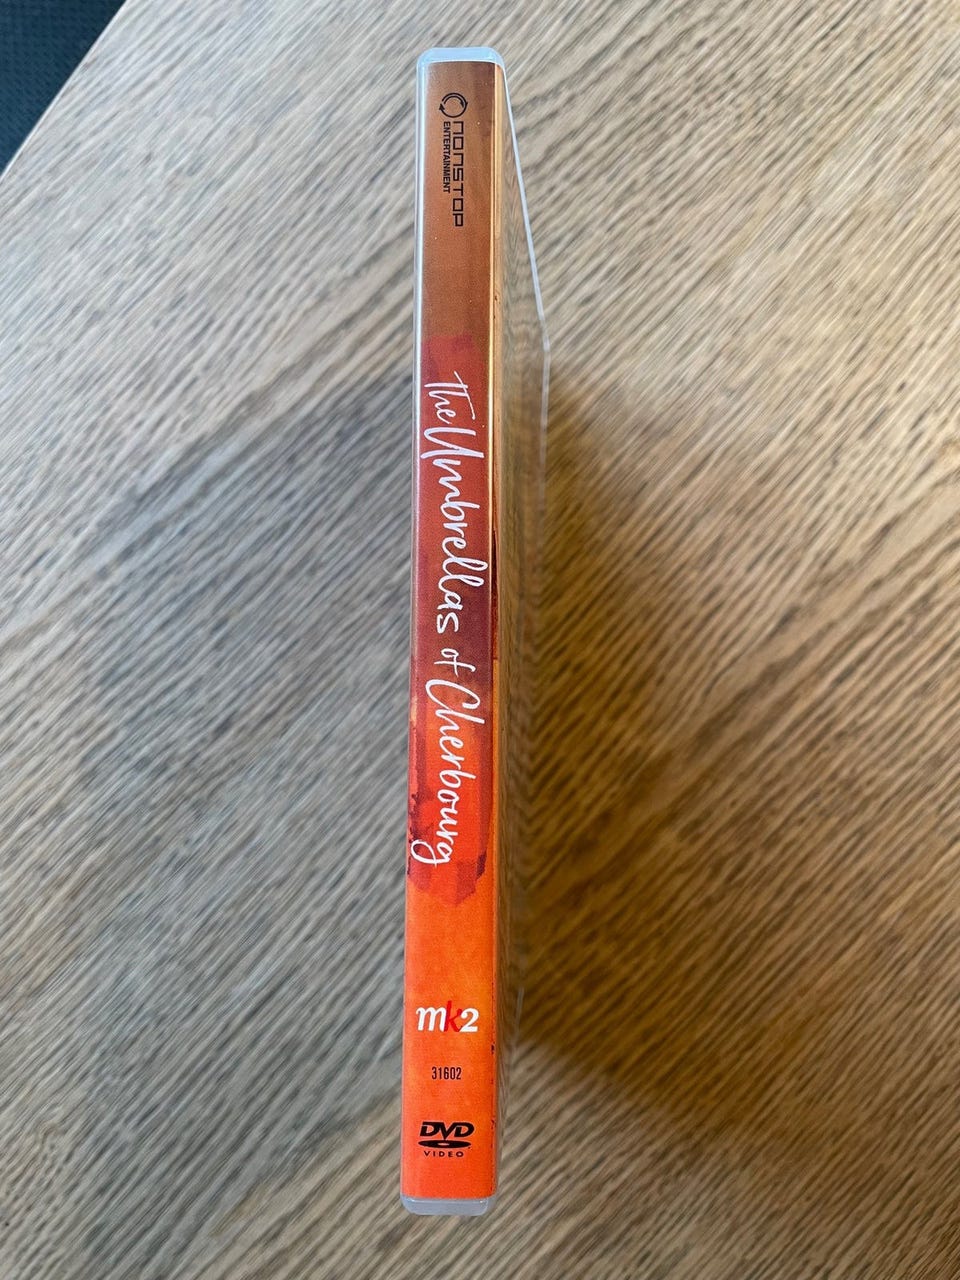 nonstop
ENTERTAINMENT
The Umbrellas of Cherbourg
mk2
31602
DVD
VIDEO